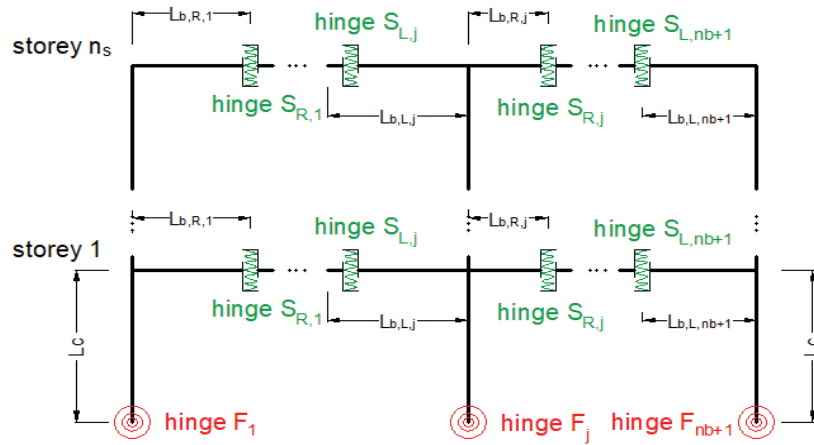 L_b,R,1 hinge S_L,j L_b,R,j hinge S_L,nb+1
storey n_s
hinge S_R,1 L_b,L,j hinge S_R,j L_b,L,nb+1
L_b,R,1 hinge S_L,j L_b,R,j hinge S_L,nb+1
storey 1
hinge S_R,1 L_b,L,j hinge S_R,j L_b,L,nb+1
Lc Lc
hinge F_1 hinge F_j hinge F_nb+1